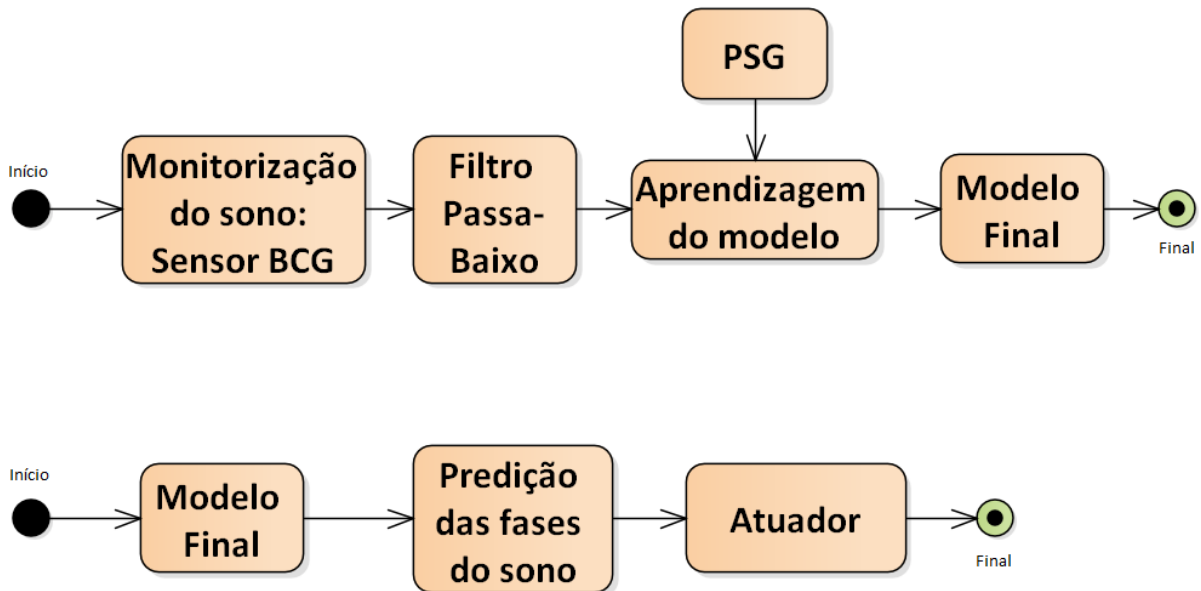 PSG
Início
Monitorização
do sono:
Sensor BCG
Filtro
Passa-
Baixo
Aprendizagem
do modelo
Modelo
Final
Final
Início
Modelo
Final
Predição
das fases
do sono
Atuador
Final